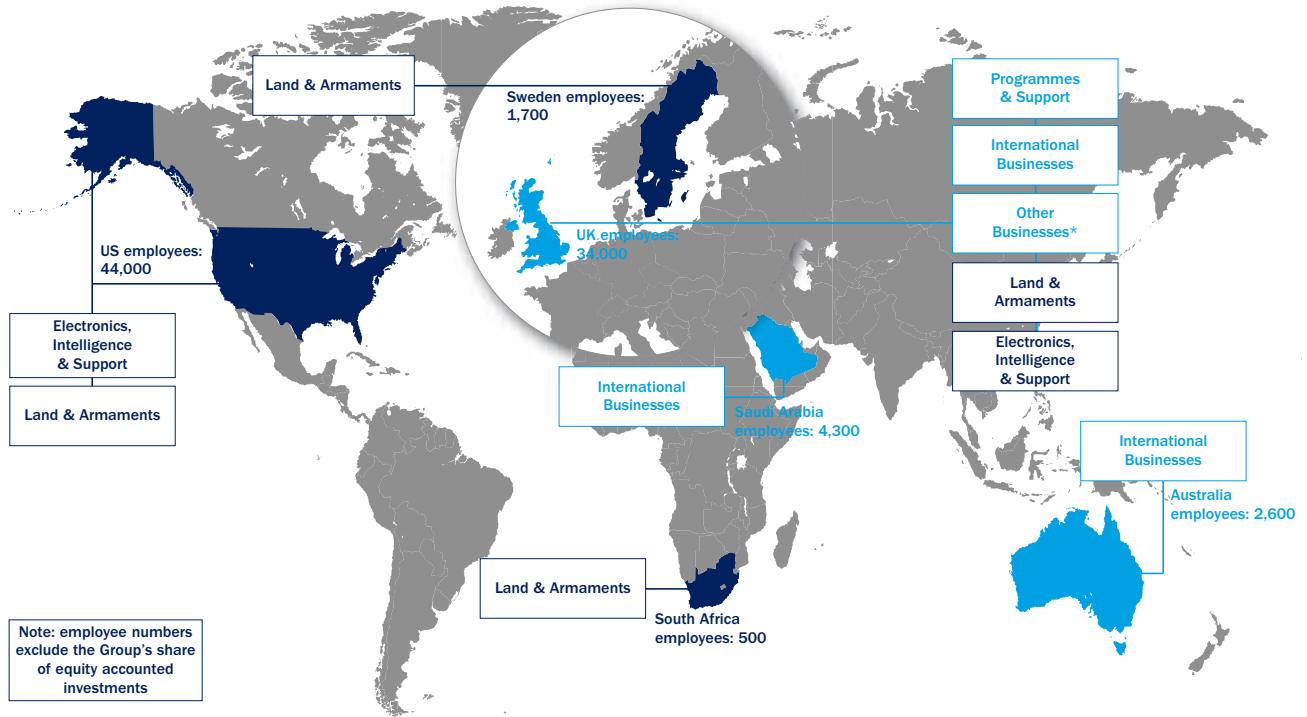 Land & Armaments
Sweden employees:
1,700
Programmes
& Support
International
Businesses
Other
Businesses*
Land &
Armaments
Electronics,
Intelligence
& Support
UK employees:
34,000
US employees:
44,000
Electronics,
Intelligence
& Support
Land & Armaments
International
Businesses
Saudi Arabia
employees: 4,300
International
Businesses
Australia
employees: 2,600
Land & Armaments
South Africa
employees: 500
Note: employee numbers
exclude the Group's share
of equity accounted
investments